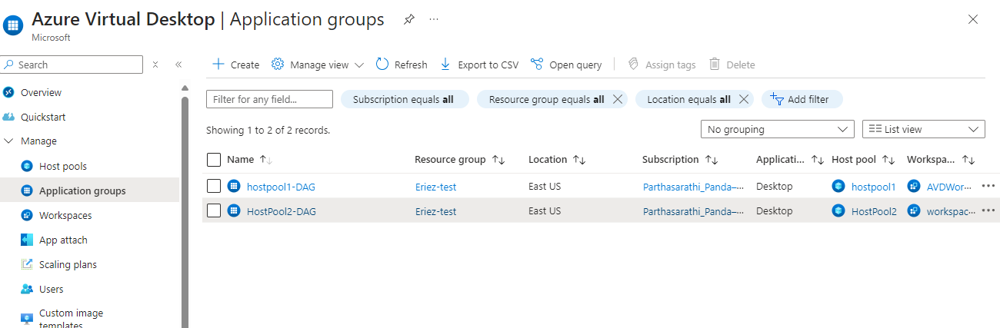 Azure Virtual Desktop | Application groups
Microsoft
Search
Create
Manage view
Refresh
Export to CSV
Open query
Assign tags
Delete
Overview
Quickstart
Manage
Host pools
Application groups
Workspaces
App attach
Scaling plans
Users
Custom image
templates
Filter for any field...
Subscription equals all
Resource group equals all
Location equals all
Add filter
Showing 1 to 2 of 2 records.
No grouping
List view
Name Resource group Location Subscription Applicati... Host pool Workspa...
hostpool1-DAG Eriez-test East US Parthasarathi_Panda–... Desktop hostpool1 AVDWor...
HostPool2-DAG Eriez-test East US Parthasarathi_Panda–... Desktop HostPool2 workspac...